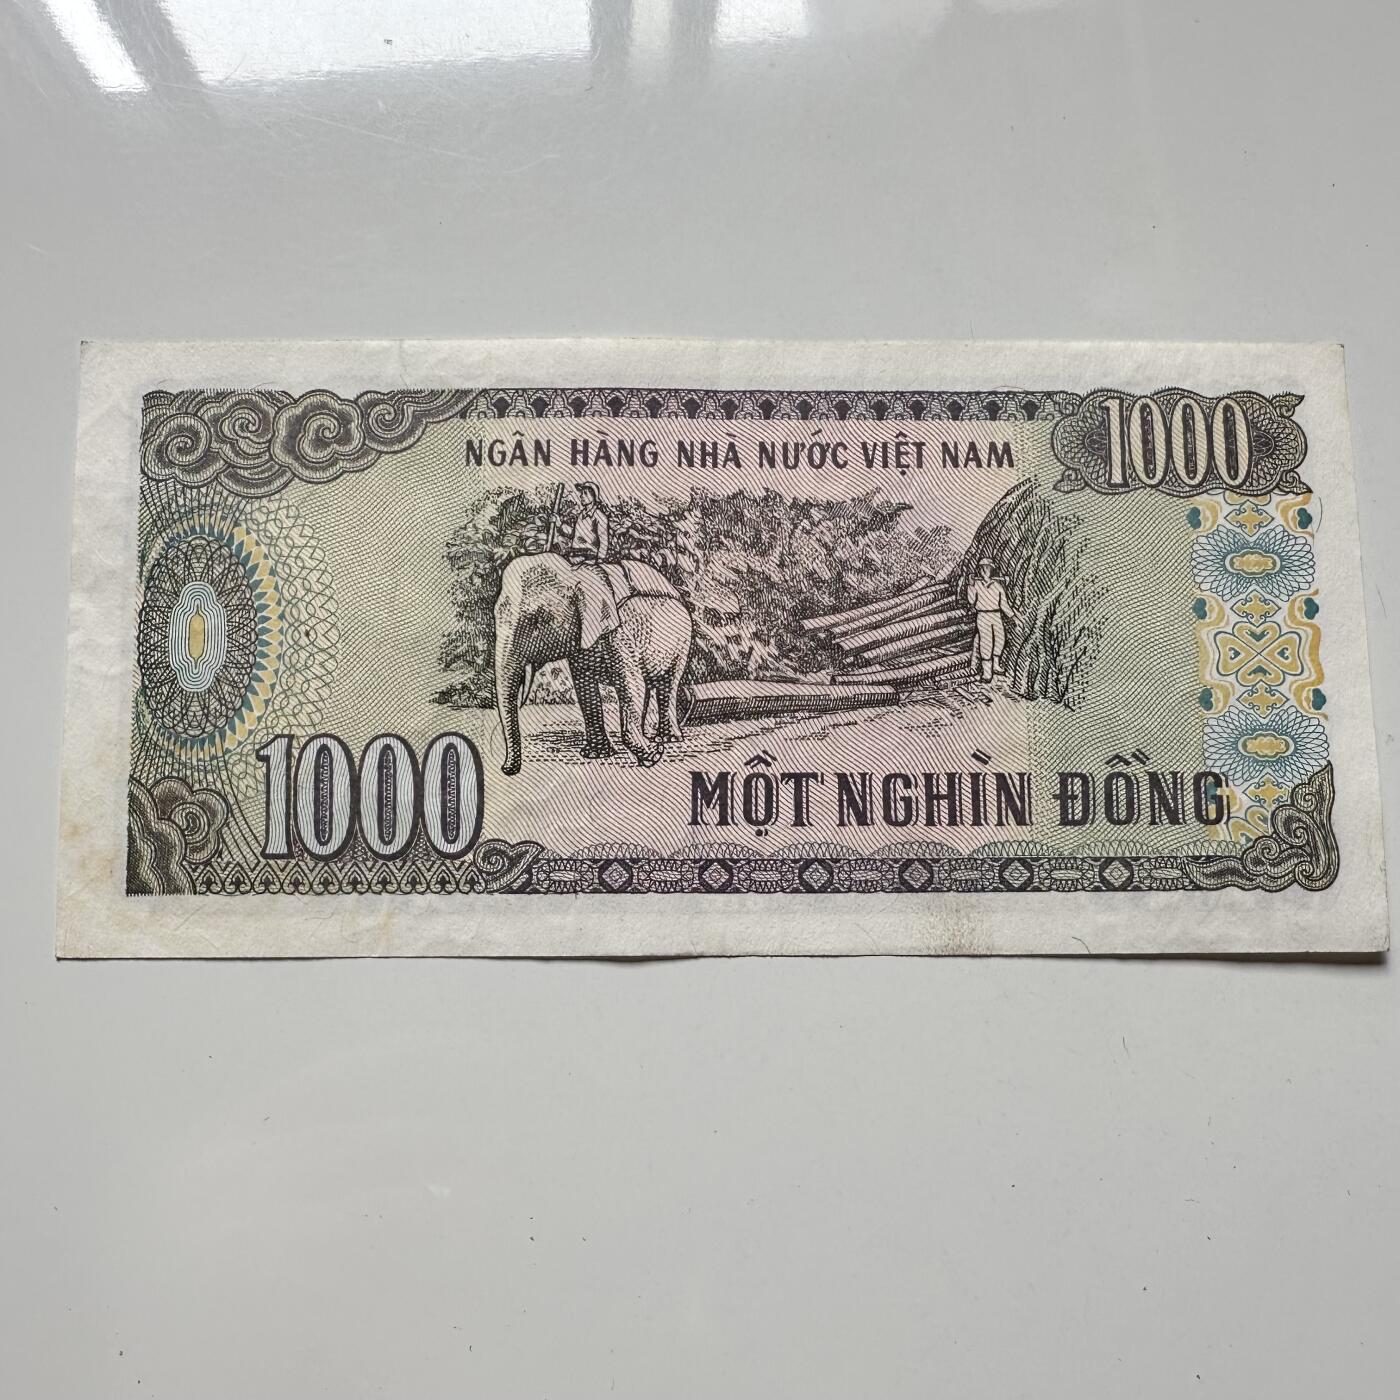 NGÂN HÀNG NHÀ NƯỚC VIỆT NAM
1000
1000
MỘT NGHÌN ĐỒNG